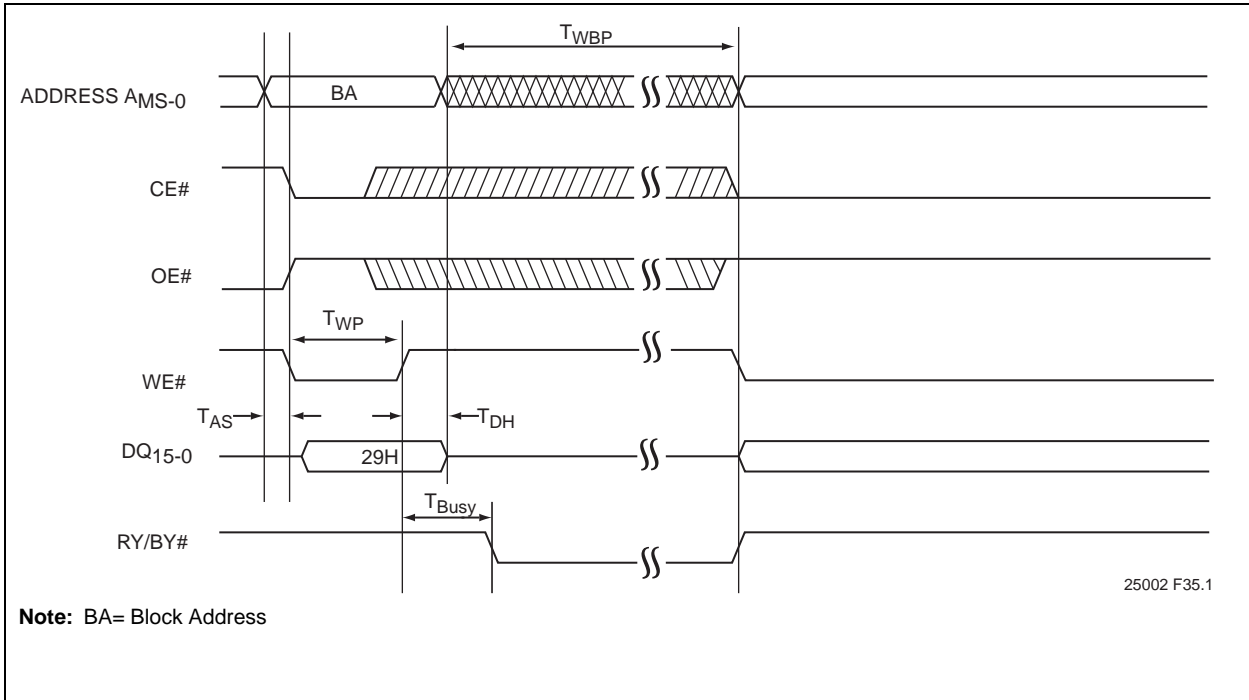 TWBP
ADDRESS AMS-0
BA
CE#
OE#
TWP
WE#
TAS
TDH
DQ15-0
29H
TBusy
RY/BY#
25002 F35.1
Note: BA= Block Address